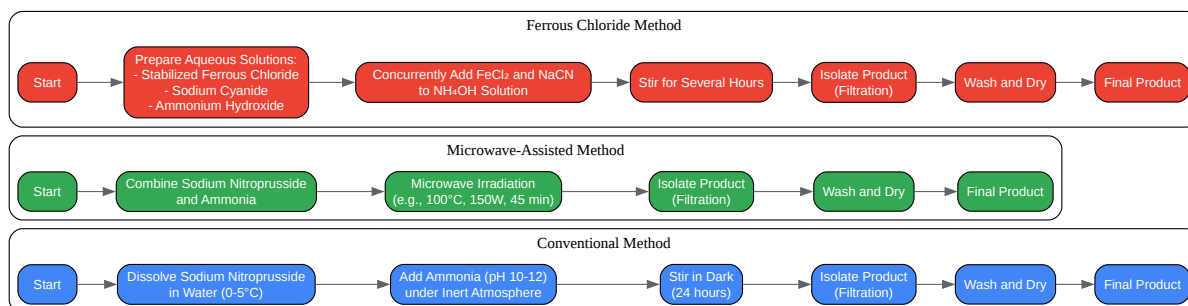 Ferrous Chloride Method
Start
Prepare Aqueous Solutions:
- Stabilized Ferrous Chloride
- Sodium Cyanide
- Ammonium Hydroxide
Concurrently Add FeCl₂ and NaCN
to NH₄OH Solution
Stir for Several Hours
Isolate Product
(Filtration)
Wash and Dry
Final Product
Microwave-Assisted Method
Start
Combine Sodium Nitroprusside
and Ammonia
Microwave Irradiation
(e.g., 100°C, 150W, 45 min)
Isolate Product
(Filtration)
Wash and Dry
Final Product
Conventional Method
Start
Dissolve Sodium Nitroprusside
in Water (0-5°C)
Add Ammonia (pH 10-12)
under Inert Atmosphere
Stir in Dark
(24 hours)
Isolate Product
(Filtration)
Wash and Dry
Final Product